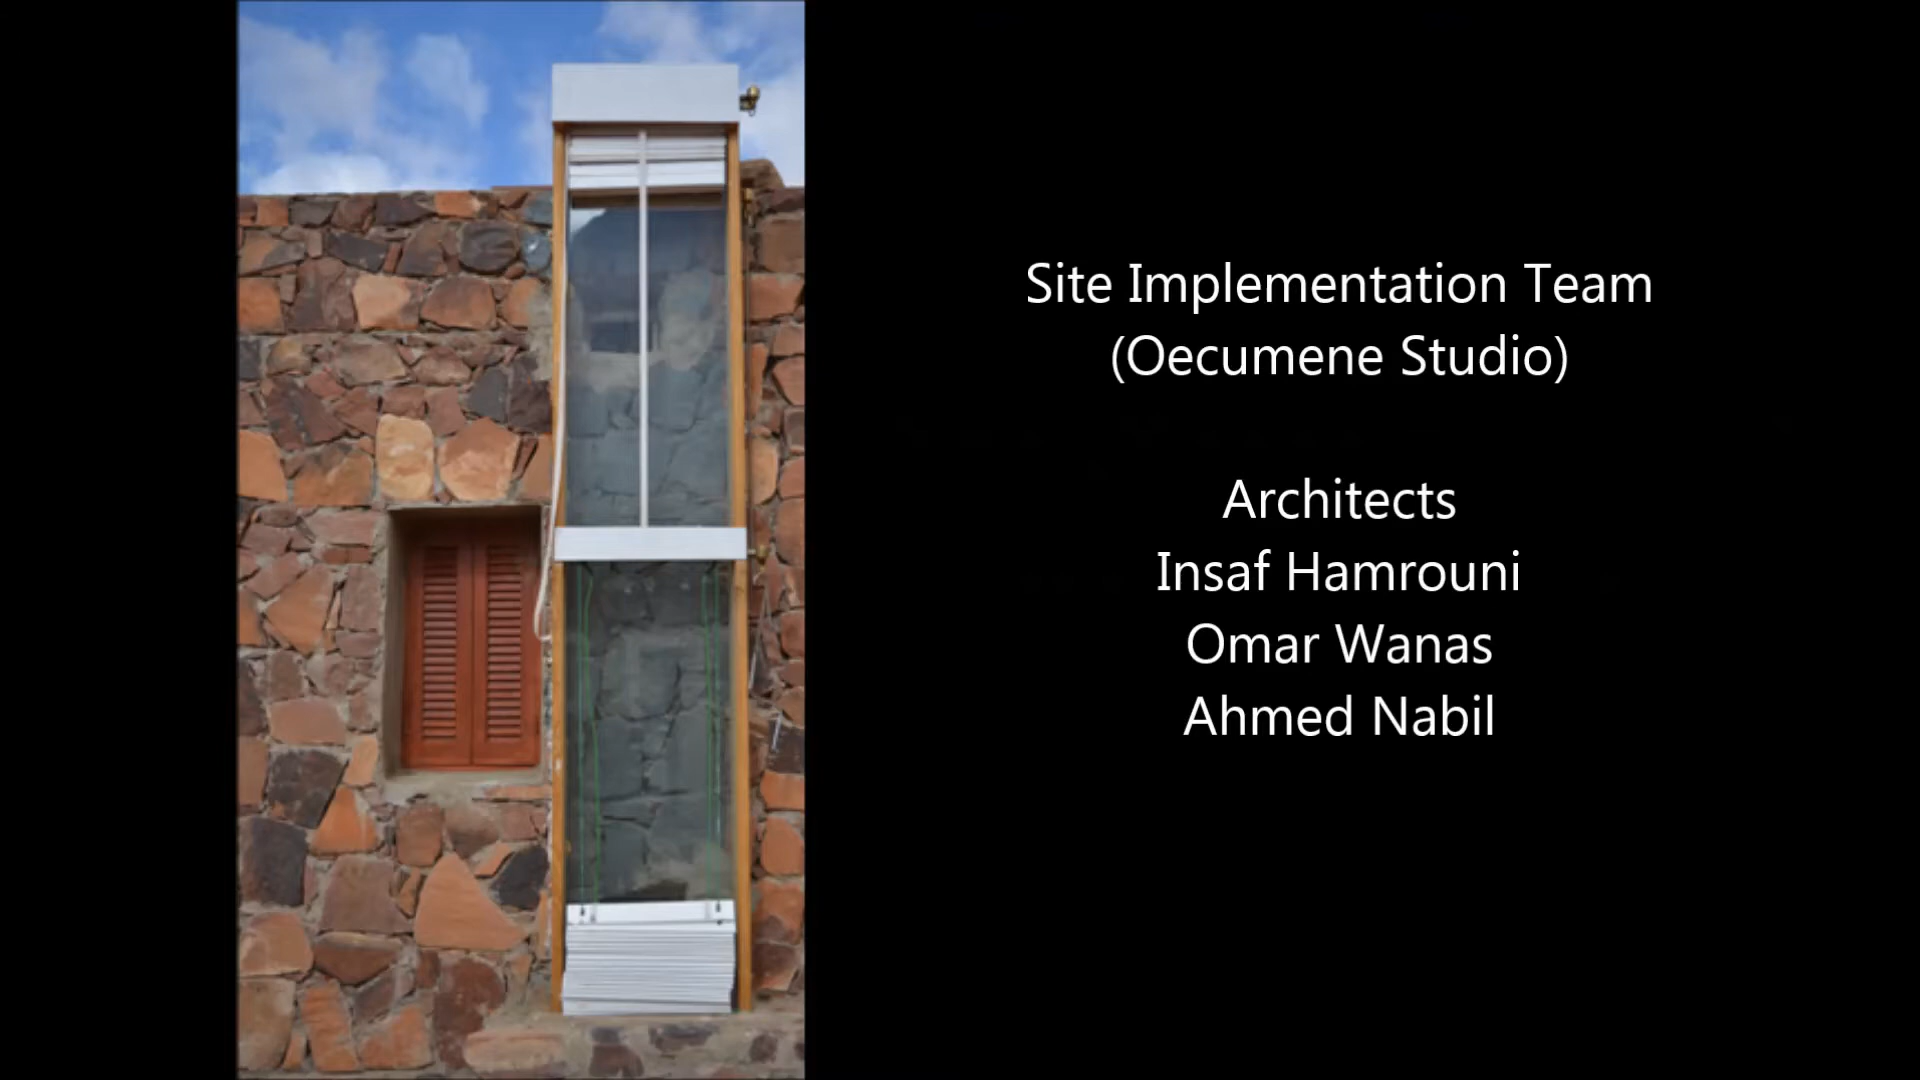 Site Implementation Team
(Oecumene Studio)
Architects
Insaf Hamrouni
Omar Wanas
Ahmed Nabil